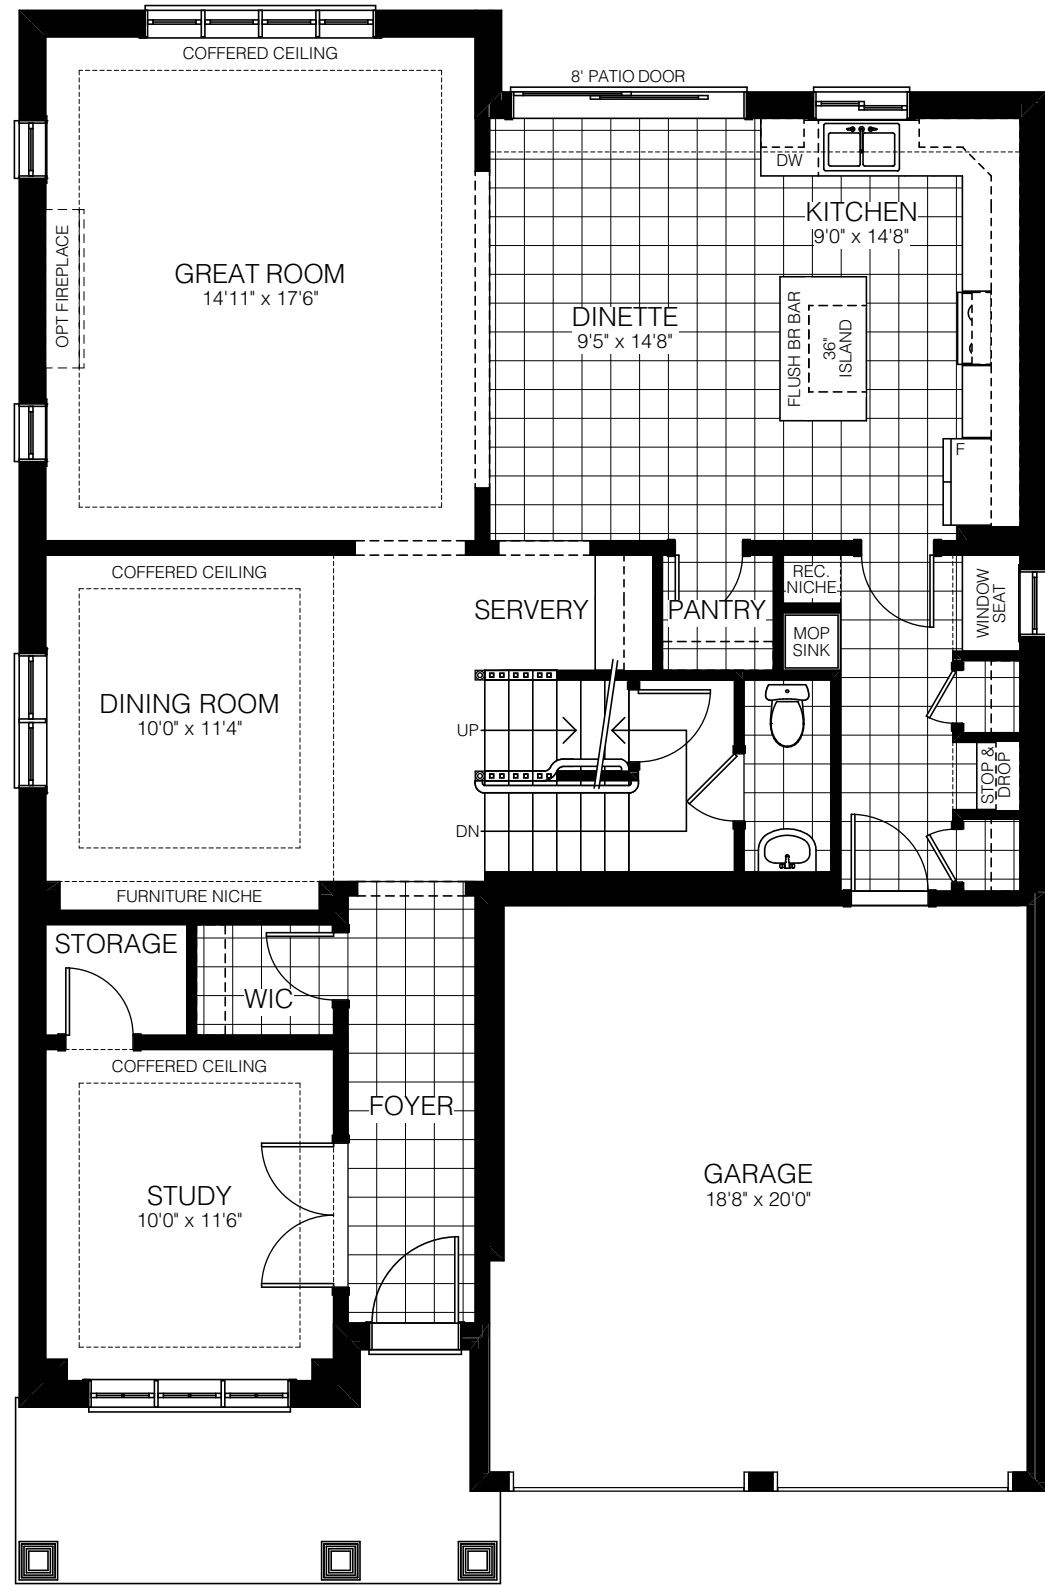 COFFERED CEILING
8' PATIO DOOR
DW
KITCHEN
9'0" x 14'8"
OPT FIREPLACE
GREAT ROOM
14'11" x 17'6"
DINETTE
9'5" x 14'8"
FLUSH BR BAR
36"
ISLAND
F
COFFERED CEILING
SERVERY
PANTRY
REC.
NICHE
MOP
SINK
WINDOW
SEAT
DINING ROOM
10'0" x 11'4"
UP
DN
STOP &
DROP
FURNITURE NICHE
STORAGE
WIC
COFFERED CEILING
FOYER
STUDY
10'0" x 11'6"
GARAGE
18'8" x 20'0"